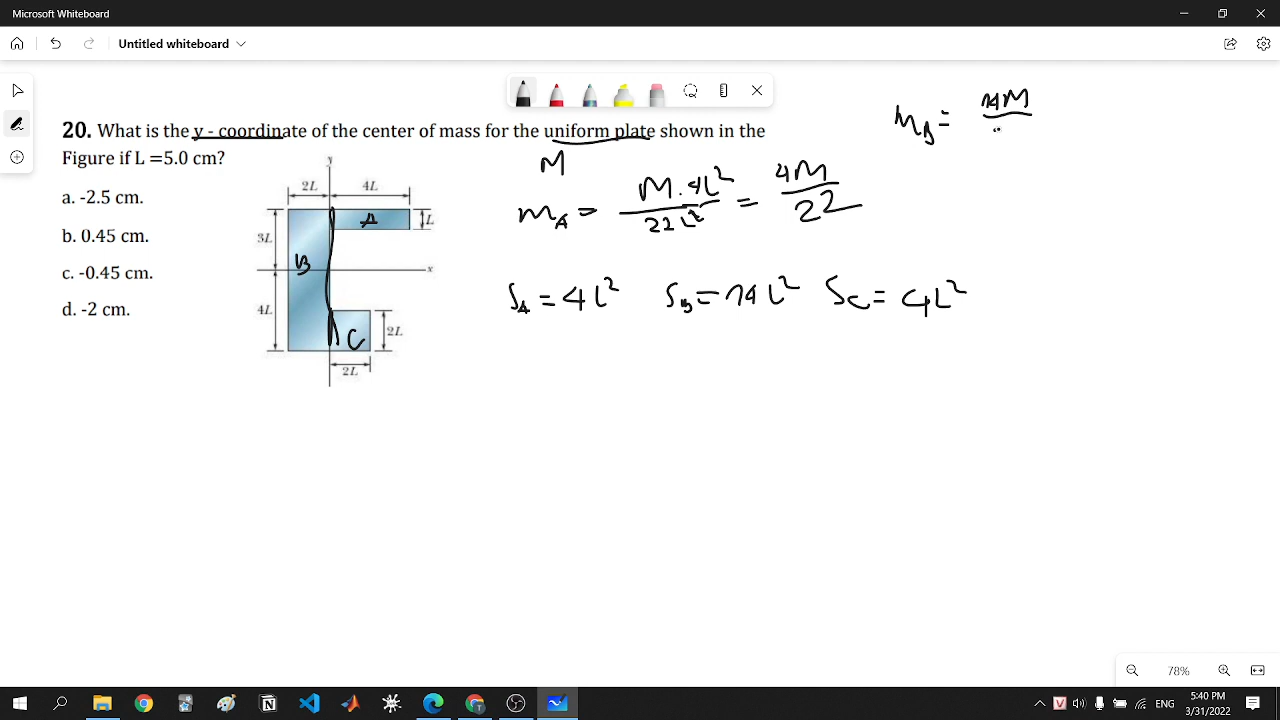 Microsoft Whiteboard
Untitled whiteboard
20. What is the y - coordinate of the center of mass for the uniform plate shown in the
Figure if L =5.0 cm?
a. -2.5 cm.
b. 0.45 cm.
c. -0.45 cm.
d. -2 cm.
y
2L 4L
A L
3L
B
x
4L
C 2L
2L
M
m_A = M.4L²/22L² = 4M/22
m_B = 14M
S_A = 4L² S_B = 14L² S_C = 4L²
78%
ENG
5:40 PM
3/31/2022